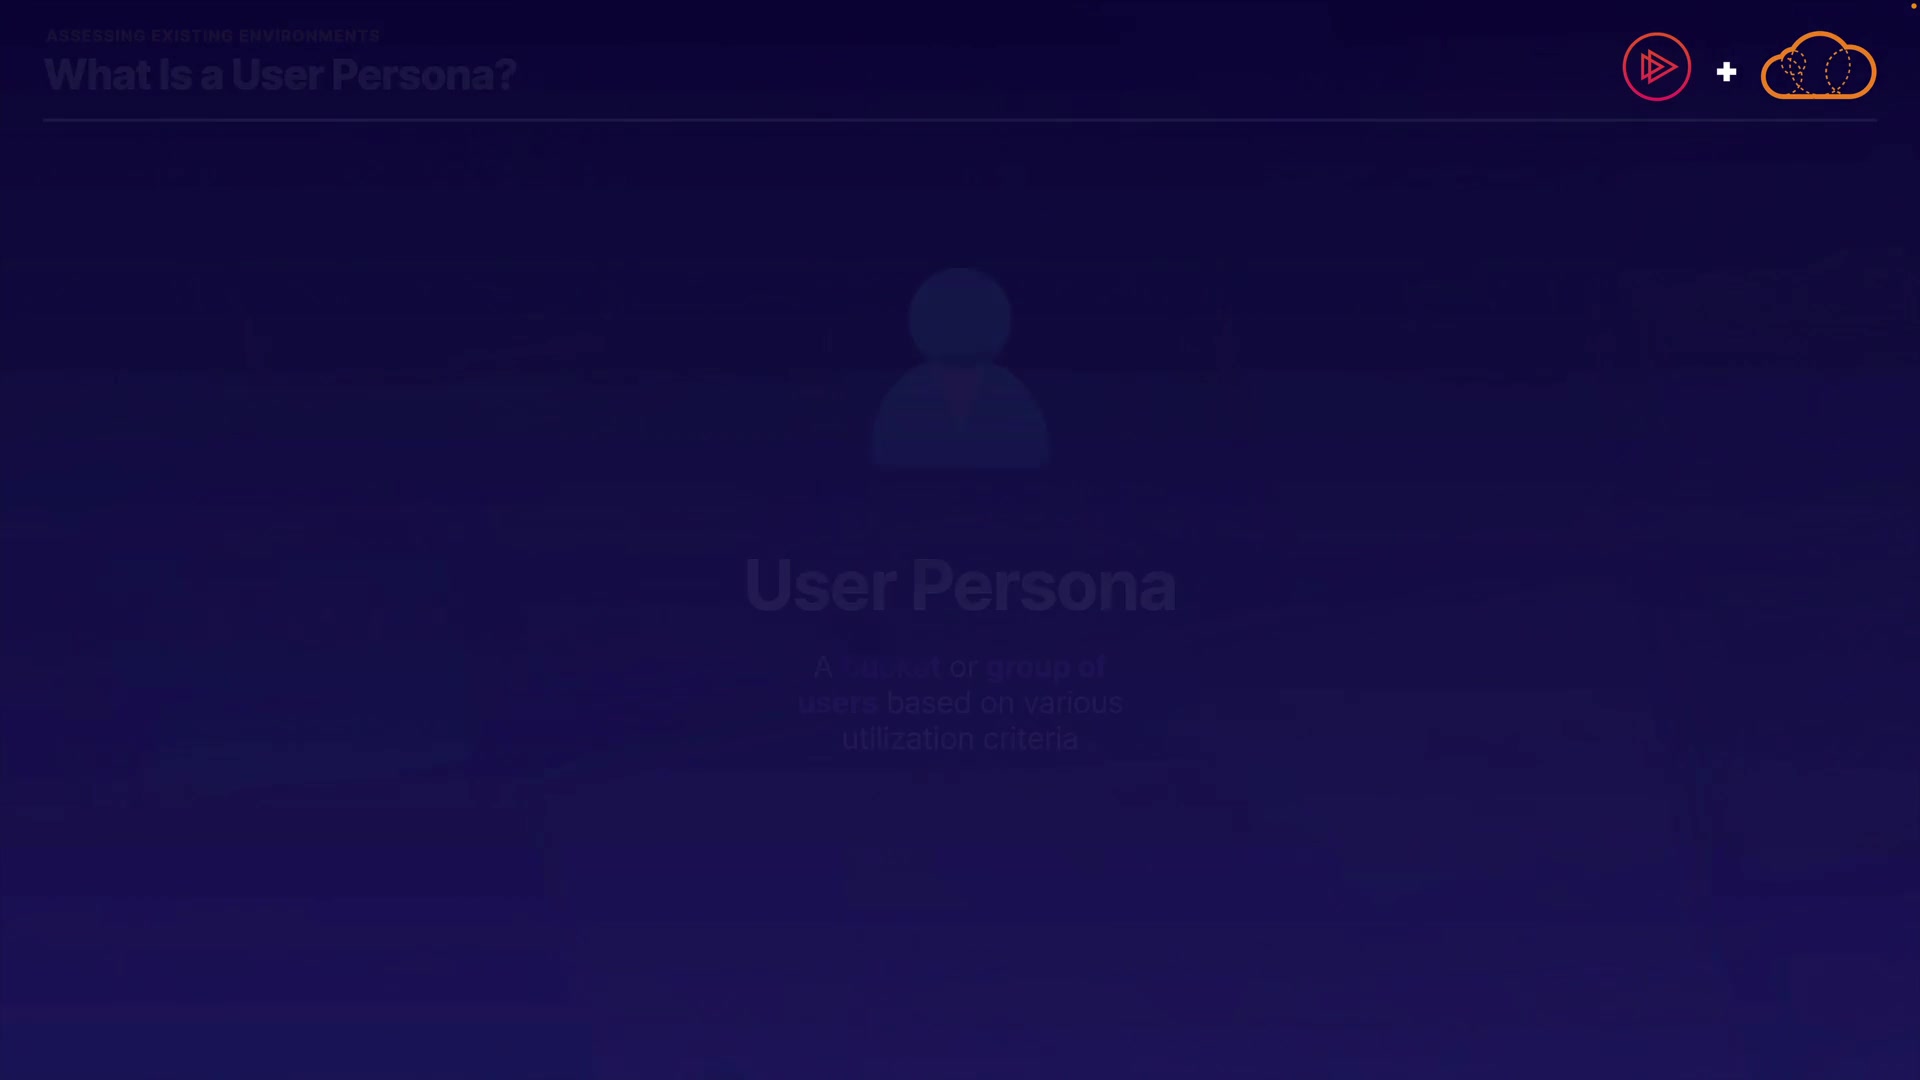 ASSESSING EXISTING ENVIRONMENTS
What Is a User Persona?
User Persona
A bucket or group of
users based on various
utilization criteria